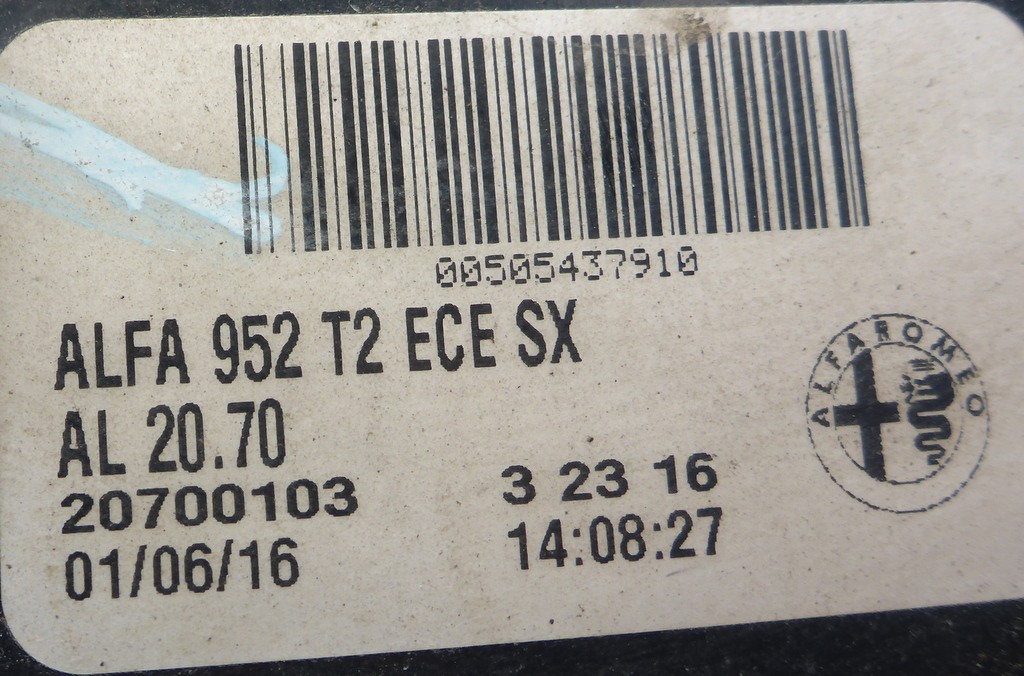 00505437910
ALFA 952 T2 ECE SX
AL 20.70
20700103 3 23 16
01/06/16 14:08:27
ALFA ROMEO